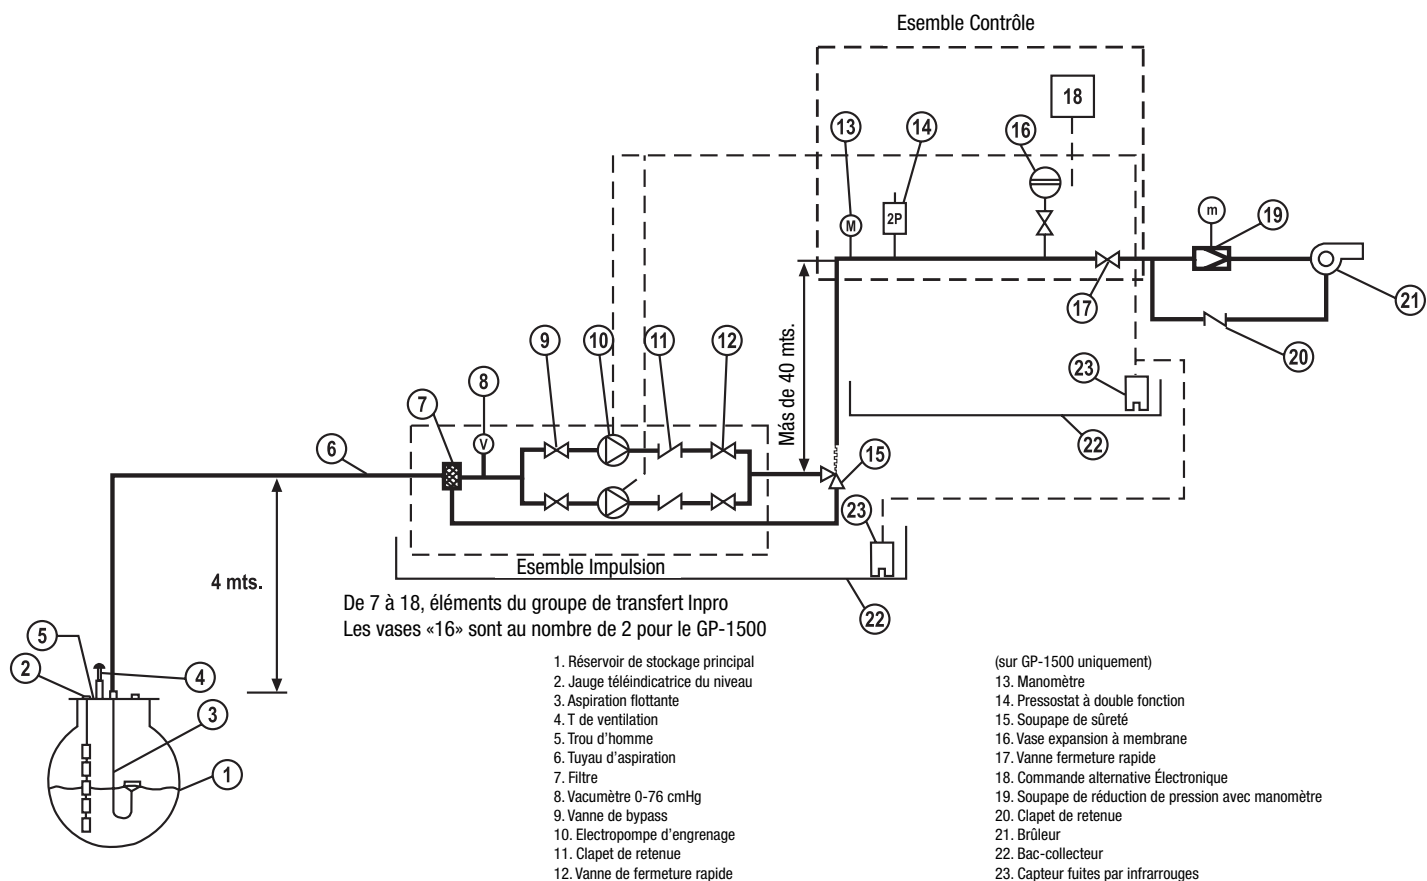 Esemble Contrôle
18
13
14
16
M
2P
m
19
21
17
20
Más de 40 mts.
9
10
11
12
8
23
7
V
22
6
15
23
Esemble Impulsion
4 mts.
De 7 à 18, éléments du groupe de transfert Inpro
22
Les vases «16» sont au nombre de 2 pour le GP-1500
5
2
4
3
1
1. Réservoir de stockage principal
2. Jauge téléindicatrice du niveau
3. Aspiration flottante
4. T de ventilation
5. Trou d'homme
6. Tuyau d'aspiration
7. Filtre
8. Vacumètre 0-76 cmHg
9. Vanne de bypass
10. Electropompe d'engrenage
11. Clapet de retenue
12. Vanne de fermeture rapide
(sur GP-1500 uniquement)
13. Manomètre
14. Pressostat à double fonction
15. Soupape de sûreté
16. Vase expansion à membrane
17. Vanne fermeture rapide
18. Commande alternative Électronique
19. Soupape de réduction de pression avec manomètre
20. Clapet de retenue
21. Brûleur
22. Bac-collecteur
23. Capteur fuites par infrarrouges